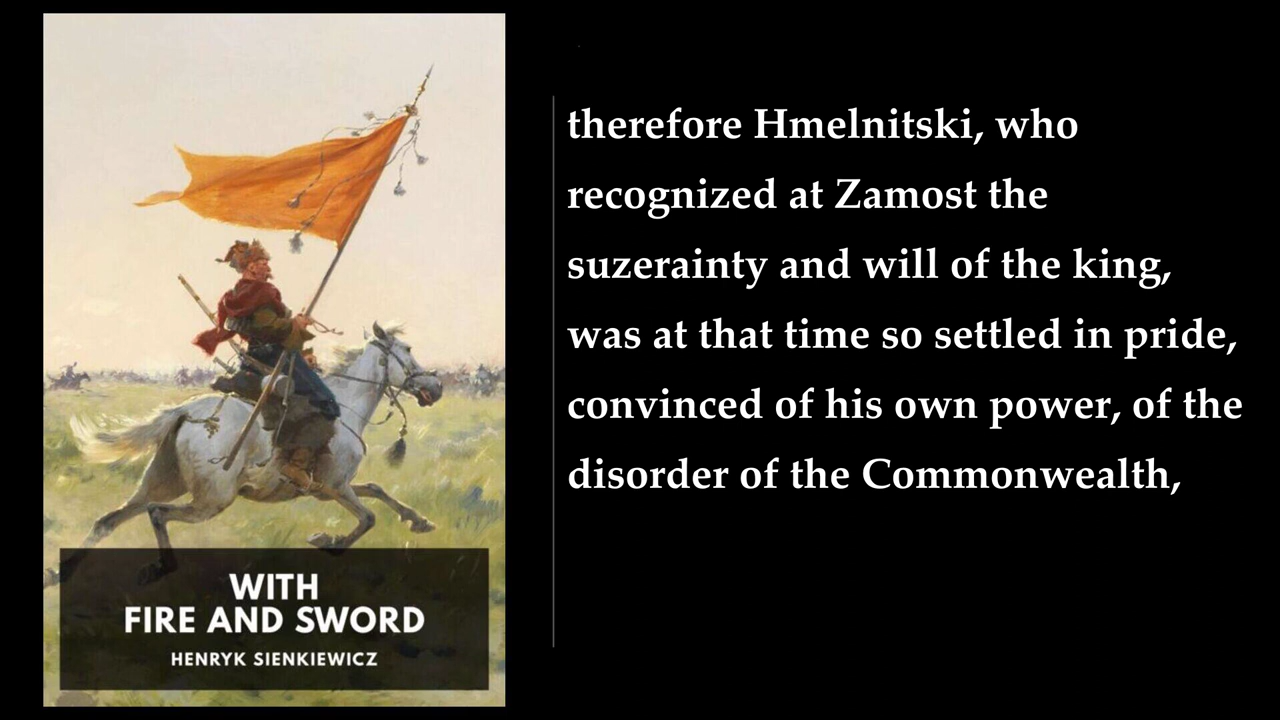 therefore Hmelnitski, who
recognized at Zamost the
suzerainty and will of the king,
was at that time so settled in pride,
convinced of his own power, of the
disorder of the Commonwealth,
WITH
FIRE AND SWORD
HENRYK SIENKIEWICZ